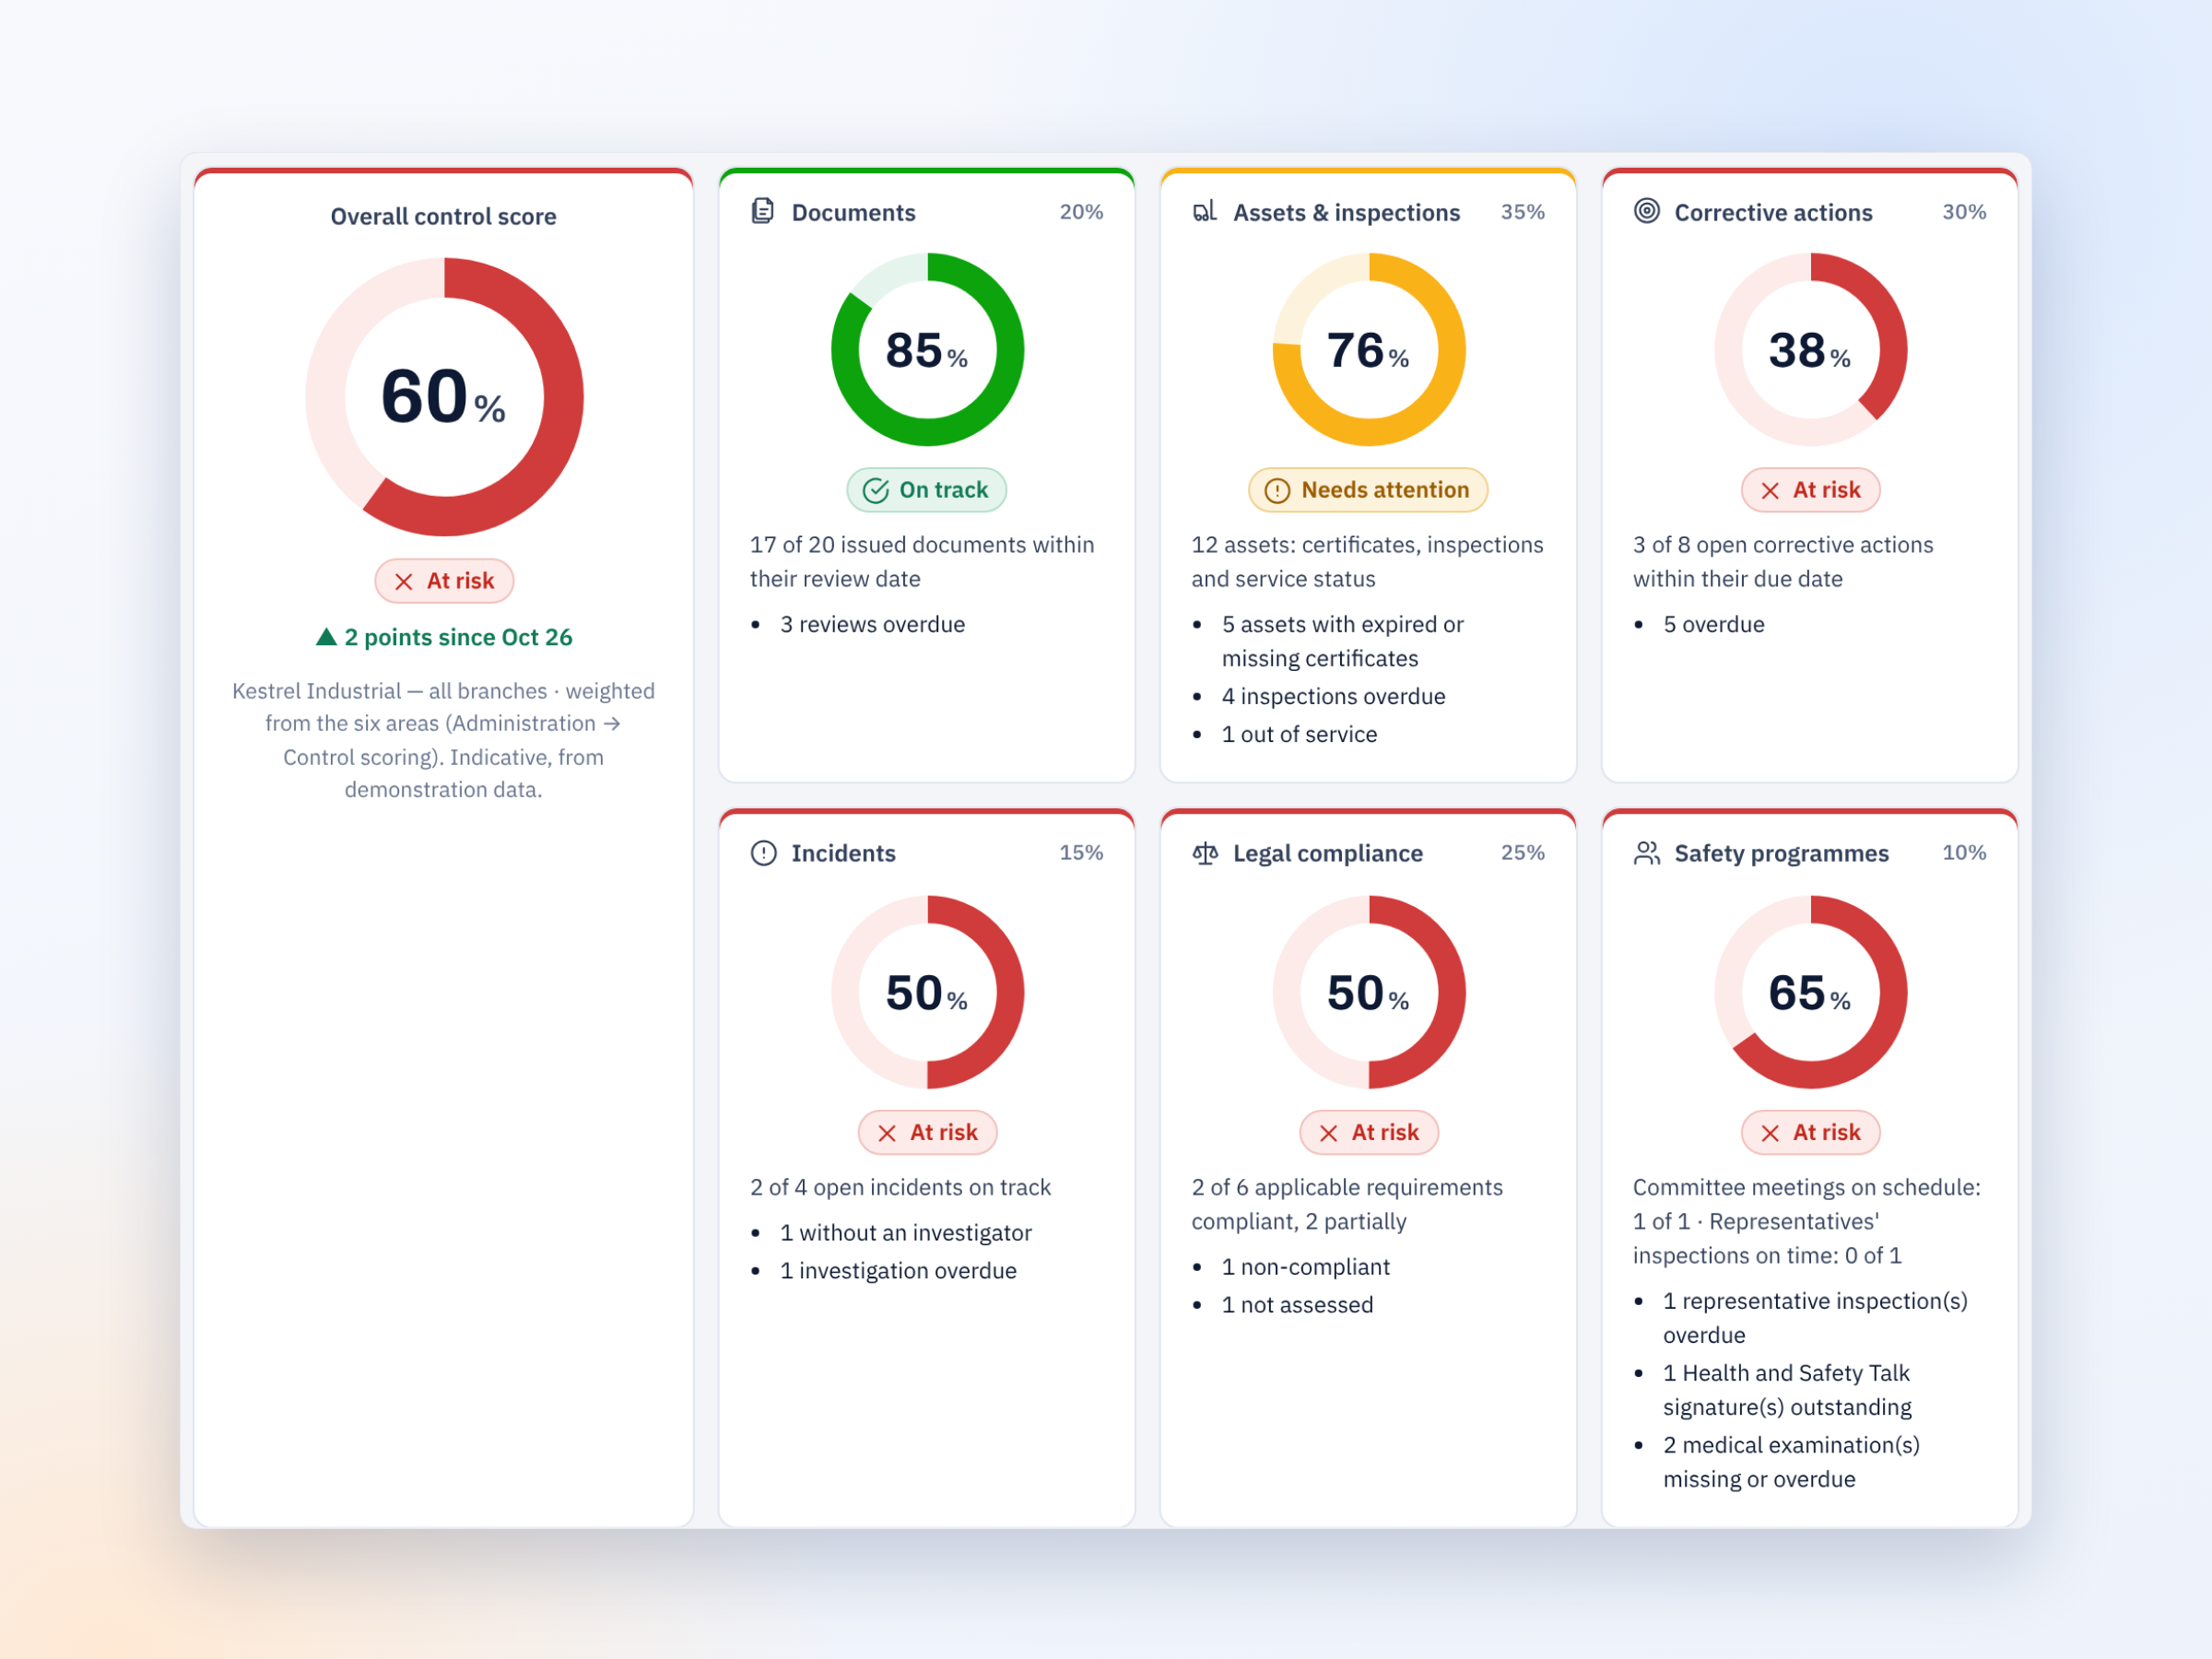 Overall control score
60%
At risk
▲ 2 points since Oct 26
Kestrel Industrial — all branches · weighted
from the six areas (Administration →
Control scoring). Indicative, from
demonstration data.
Documents 20%
85%
On track
17 of 20 issued documents within
their review date
• 3 reviews overdue
Assets & inspections 35%
76%
Needs attention
12 assets: certificates, inspections
and service status
• 5 assets with expired or
missing certificates
• 4 inspections overdue
• 1 out of service
Corrective actions 30%
38%
At risk
3 of 8 open corrective actions
within their due date
• 5 overdue
Incidents 15%
50%
At risk
2 of 4 open incidents on track
• 1 without an investigator
• 1 investigation overdue
Legal compliance 25%
50%
At risk
2 of 6 applicable requirements
compliant, 2 partially
• 1 non-compliant
• 1 not assessed
Safety programmes 10%
65%
At risk
Committee meetings on schedule:
1 of 1 · Representatives'
inspections on time: 0 of 1
• 1 representative inspection(s)
overdue
• 1 Health and Safety Talk
signature(s) outstanding
• 2 medical examination(s)
missing or overdue